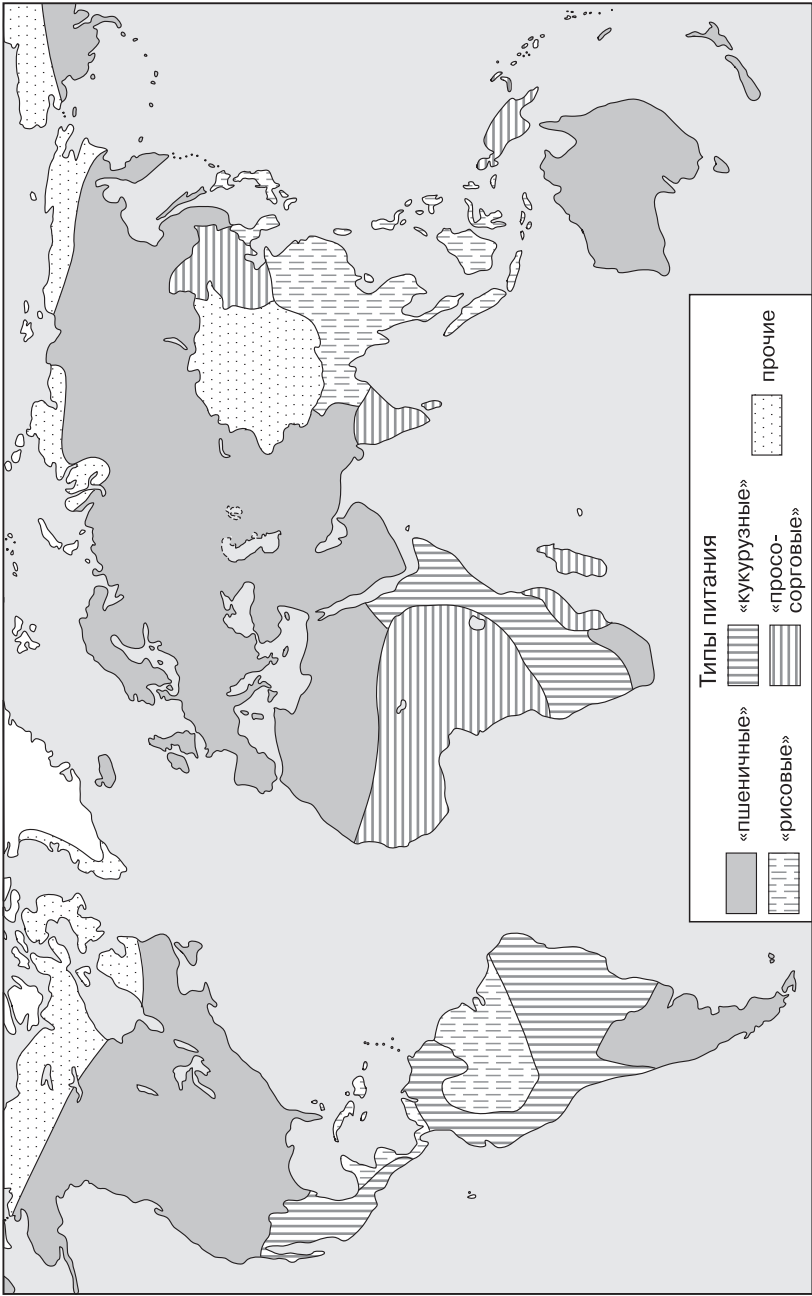 Типы питания
«пшеничные»
«кукурузные»
«рисовые»
«просо-
сорговые»
прочие